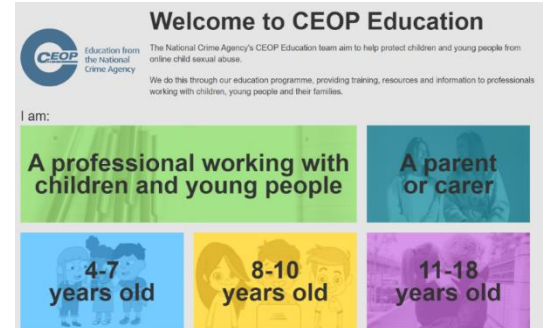 Welcome to CEOP Education
CEOP
Education from
the National
Crime Agency
The National Crime Agency's CEOP Education team aim to help protect children and young people from
online child sexual abuse.
We do this through our education programme, providing training, resources and information to professionals
working with children, young people and their families.
I am:
A professional working with
children and young people
A parent
or carer
4-7
years old
8-10
years old
11-18
years old